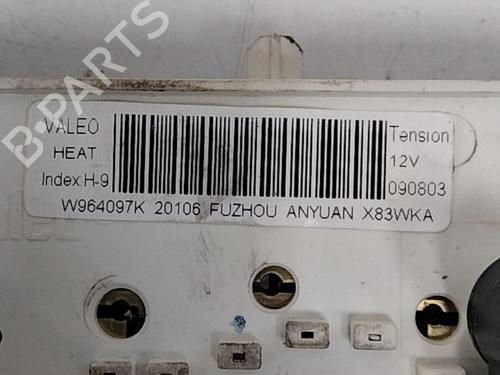 B-PARTS
VALEO
HEAT
Index:H-9
Tension
12V
090803
W964097K 20106 FUZHOU ANYUAN X83WKA